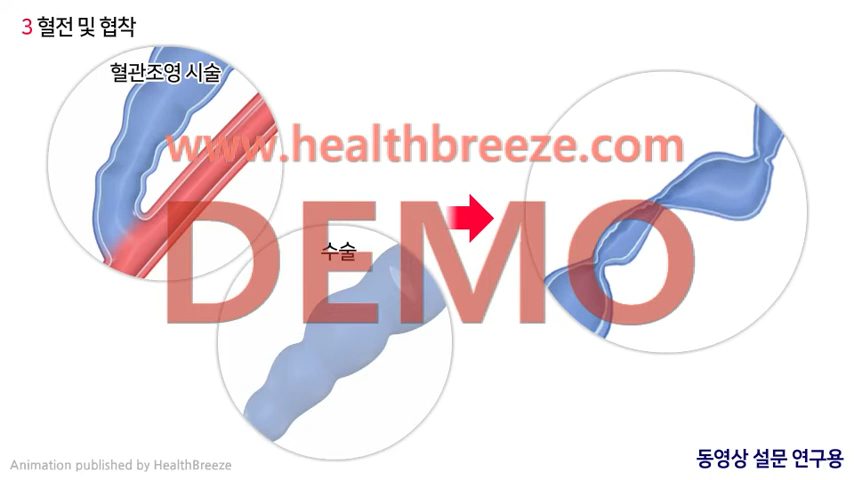 3 혈전 및 협착
혈관조영 시술
www.healthbreeze.com
DEMO
수술
Animation published by HealthBreeze
동영상 설문 연구용